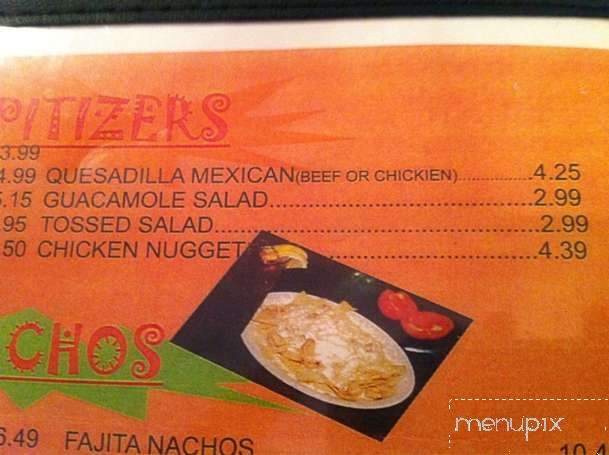 PITIZERS
3.99
4.99 QUESADILLA MEXICAN(BEEF OR CHICKIEN)................4.25
5.15 GUACAMOLE SALAD..................................2.99
95 TOSSED SALAD..........................................2.99
50 CHICKEN NUGGET ..............................4.39
CHOS
6.49 FAJITA NACHOS
menupix